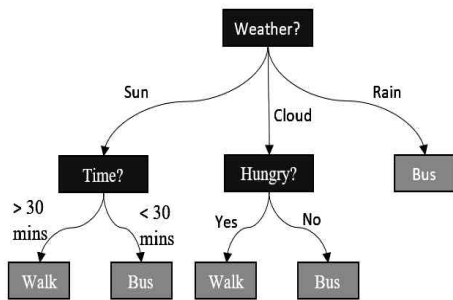 Weather?
Sun
Cloud
Rain
Time?
Hungry?
Bus
> 30
mins
< 30
mins
Yes
No
Walk
Bus
Walk
Bus